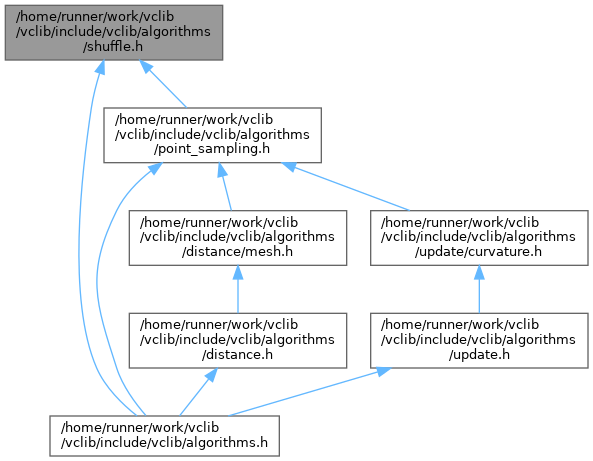 /home/runner/work/vclib
/vclib/include/vclib/algorithms
/shuffle.h
/home/runner/work/vclib
/vclib/include/vclib/algorithms
/point_sampling.h
/home/runner/work/vclib
/vclib/include/vclib/algorithms
/distance/mesh.h
/home/runner/work/vclib
/vclib/include/vclib/algorithms
/update/curvature.h
/home/runner/work/vclib
/vclib/include/vclib/algorithms
/distance.h
/home/runner/work/vclib
/vclib/include/vclib/algorithms
/update.h
/home/runner/work/vclib
/vclib/include/vclib/algorithms.h